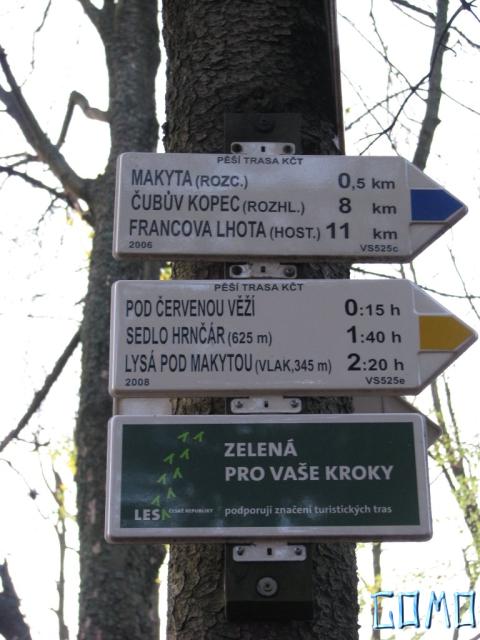 PĚŠÍ TRASA KČT
MAKYTA (ROZC.) 0,5 km
ČUBŮV KOPEC (ROZHL.) 8 km
FRANCOVA LHOTA (HOST.) 11 km
2006 VS525c
PĚŠÍ TRASA KČT
POD ČERVENOU VĚŽÍ 0:15 h
SEDLO HRNČÁR (625 m) 1:40 h
LYSÁ POD MAKYTOU (VLAK, 345 m) 2:20 h
2008 VS525e
ZELENÁ
PRO VAŠE KROKY
LESY ČESKÉ REPUBLIKY podporují značení turistických tras
GOMO